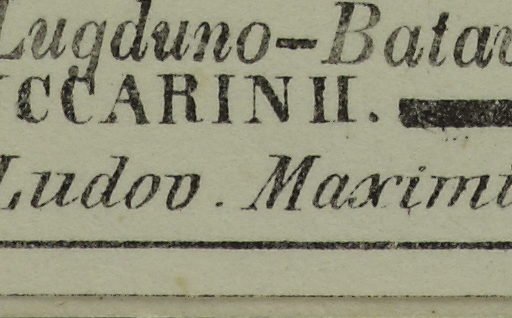 Lugduno-Batav
CCARINII.
Ludov. Maximi